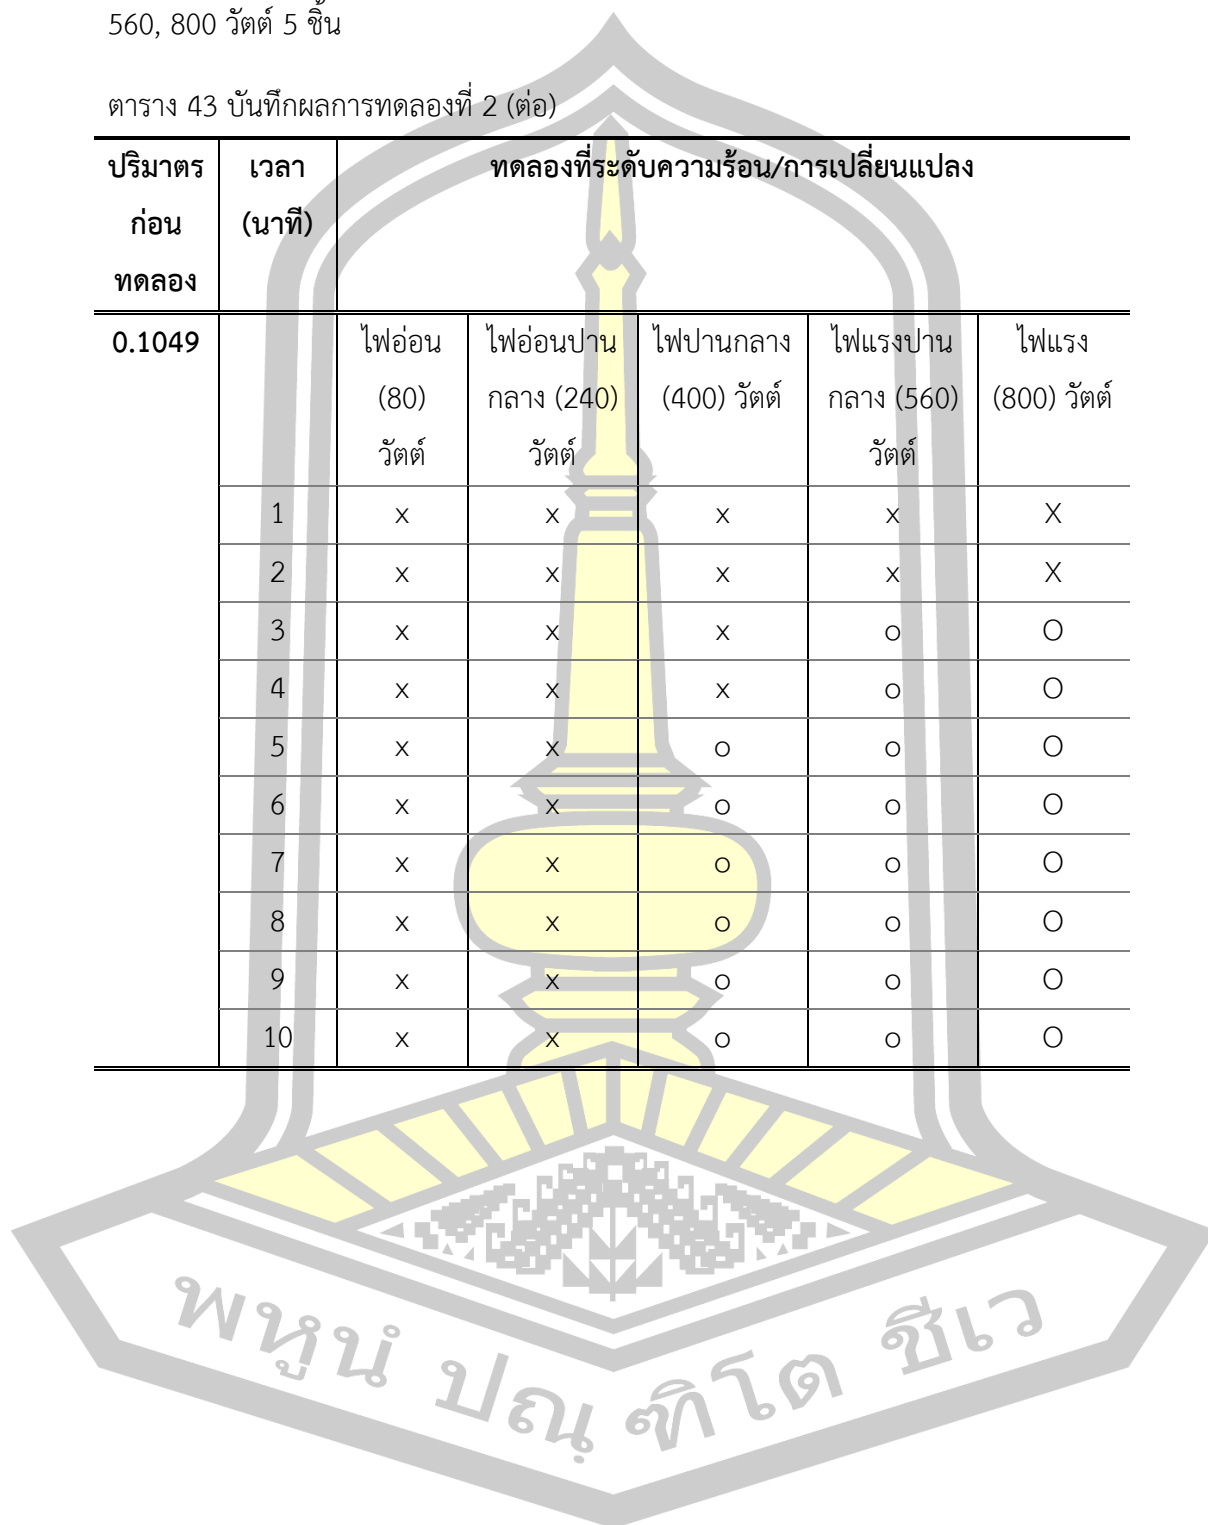 560, 800 วัตต์ 5 ชิ้น
ตาราง 43 บันทึกผลการทดลองที่ 2 (ต่อ)
ปริมาตร เวลา ทดลองที่ระดับความร้อน/การเปลี่ยนแปลง
ก่อน (นาที)
ทดลอง
0.1049 ไฟอ่อน ไฟอ่อนปาน ไฟปานกลาง ไฟแรงปาน ไฟแรง
(80) กลาง (240) (400) วัตต์ กลาง (560) (800) วัตต์
วัตต์ วัตต์ วัตต์
1 x x x x X
2 x x x x X
3 x x x o O
4 x x x o O
5 x x o o O
6 x x o o O
7 x x o o O
8 x x o o O
9 x x o o O
10 x x o o O
พหูนํ ปณฺฑิโต ชีเว